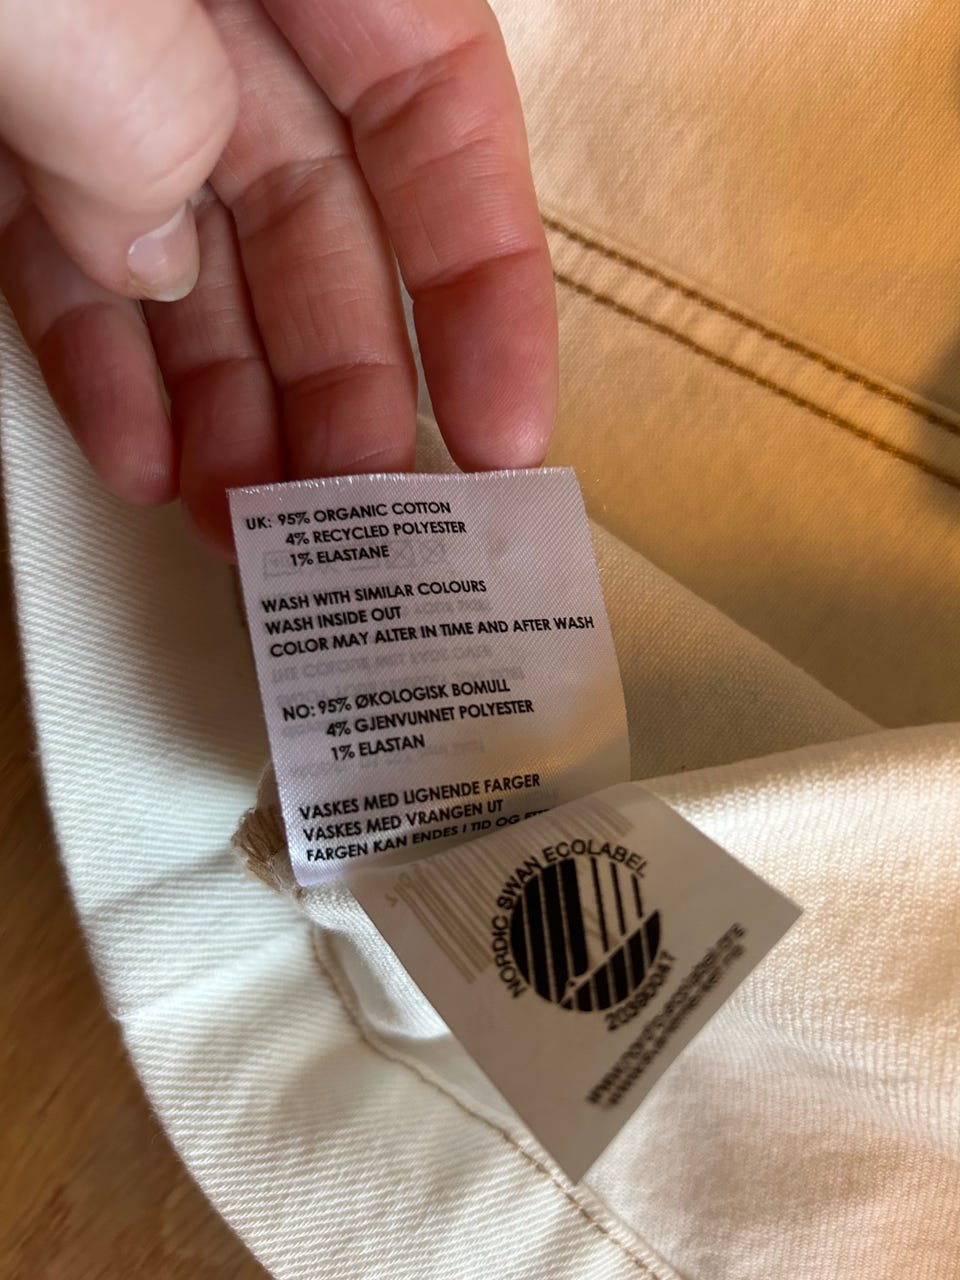 UK: 95% ORGANIC COTTON
4% RECYCLED POLYESTER
1% ELASTANE
WASH WITH SIMILAR COLOURS
WASH INSIDE OUT
COLOR MAY ALTER IN TIME AND AFTER WASH
NO: 95% ØKOLOGISK BOMULL
4% GJENVUNNET POLYESTER
1% ELASTAN
VASKES MED LIGNENDE FARGER
VASKES MED VRANGEN UT
FARGEN KAN ENDES I TID OG
NORDIC SWAN ECOLABEL